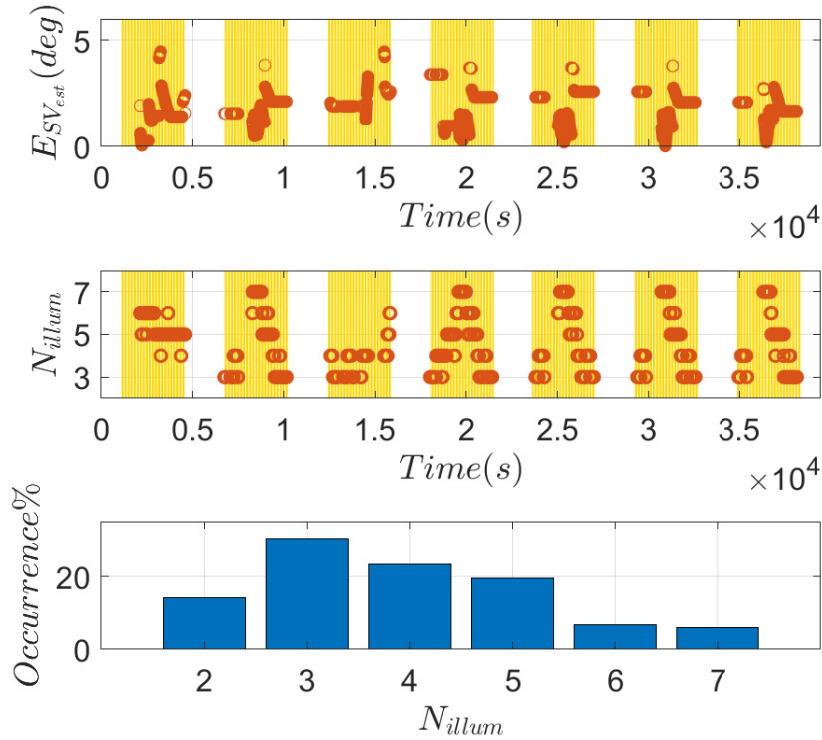 E_{SV_{est}}(deg)
5
0
0 0.5 1 1.5 2 2.5 3 3.5
Time(s)
×10^4
N_{illum}
7
5
3
0 0.5 1 1.5 2 2.5 3 3.5
Time(s)
×10^4
Occurrence%
20
0
2 3 4 5 6 7
N_{illum}